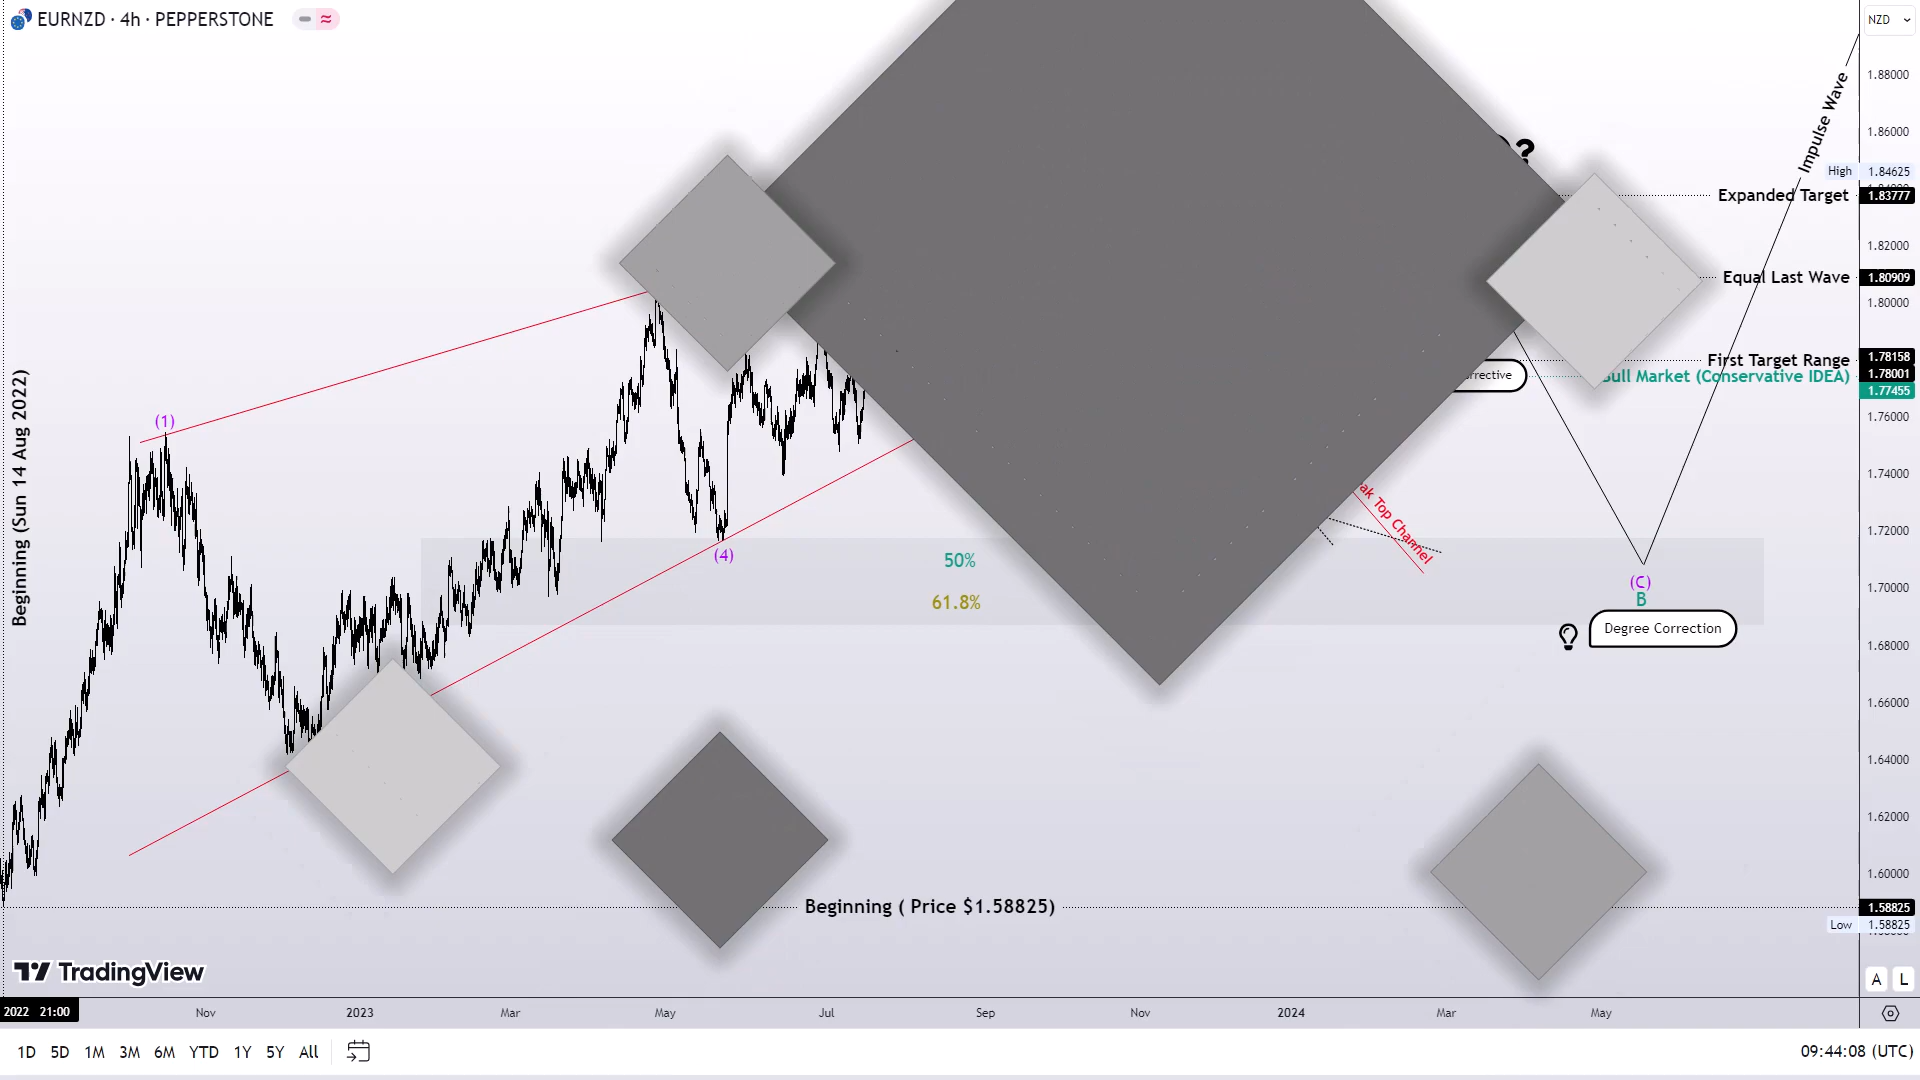 EURNZD · 4h · PEPPERSTONE
NZD
1.88000
Impulse Wave
1.86000
?
High 1.84625
Expanded Target 1.83777
1.82000
Equal Last Wave 1.80909
1.80000
First Target Range 1.78158
1.78001
Bull Market (Conservative IDEA)
1.77455
1.76000
(1)
1.74000
Top Channel
1.72000
(4)
50%
1.70000
61.8%
(C)
B
Degree Correction
1.68000
1.66000
1.64000
1.62000
1.60000
Beginning (Sun 14 Aug 2022)
Beginning ( Price $1.58825)
1.58825
Low 1.58825
TradingView
A L
2022 21:00 Nov 2023 Mar May Jul Sep Nov 2024 Mar May
1D 5D 1M 3M 6M YTD 1Y 5Y All
09:44:08 (UTC)